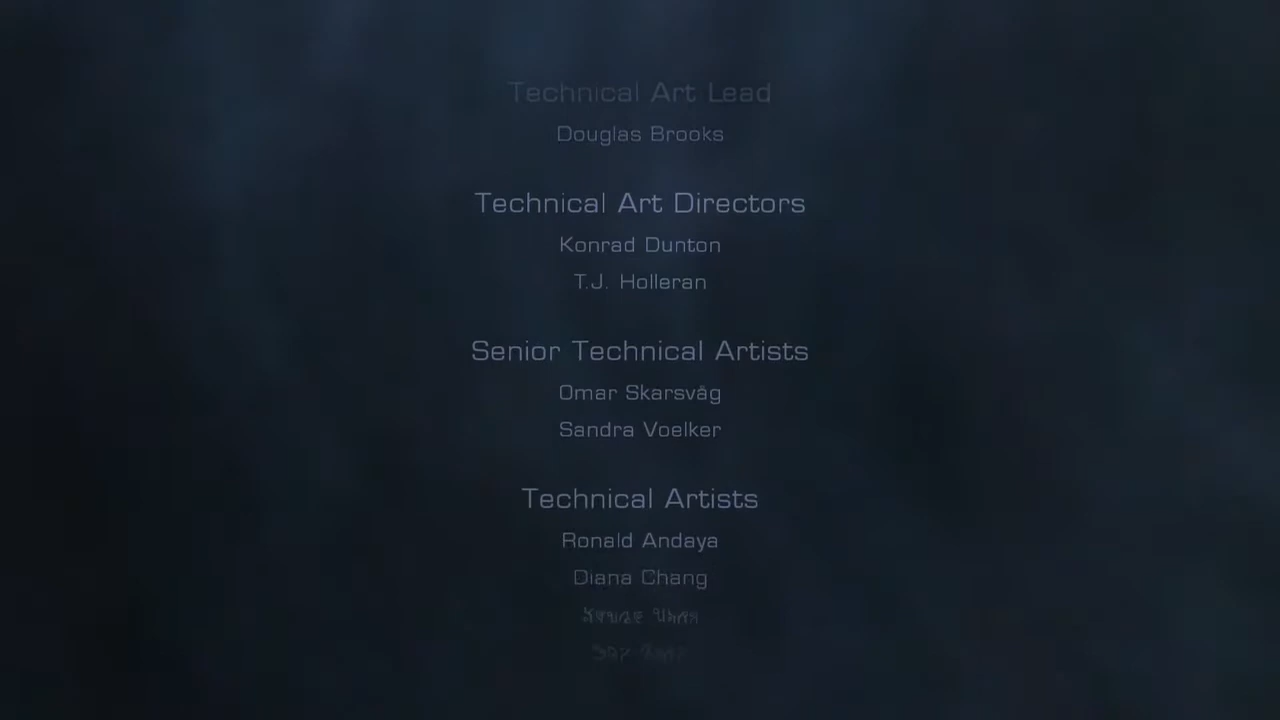 Technical Art Lead
Douglas Brooks
Technical Art Directors
Konrad Dunton
T.J. Holleran
Senior Technical Artists
Omar Skarsvåg
Sandra Voelker
Technical Artists
Ronald Andaya
Diana Chang